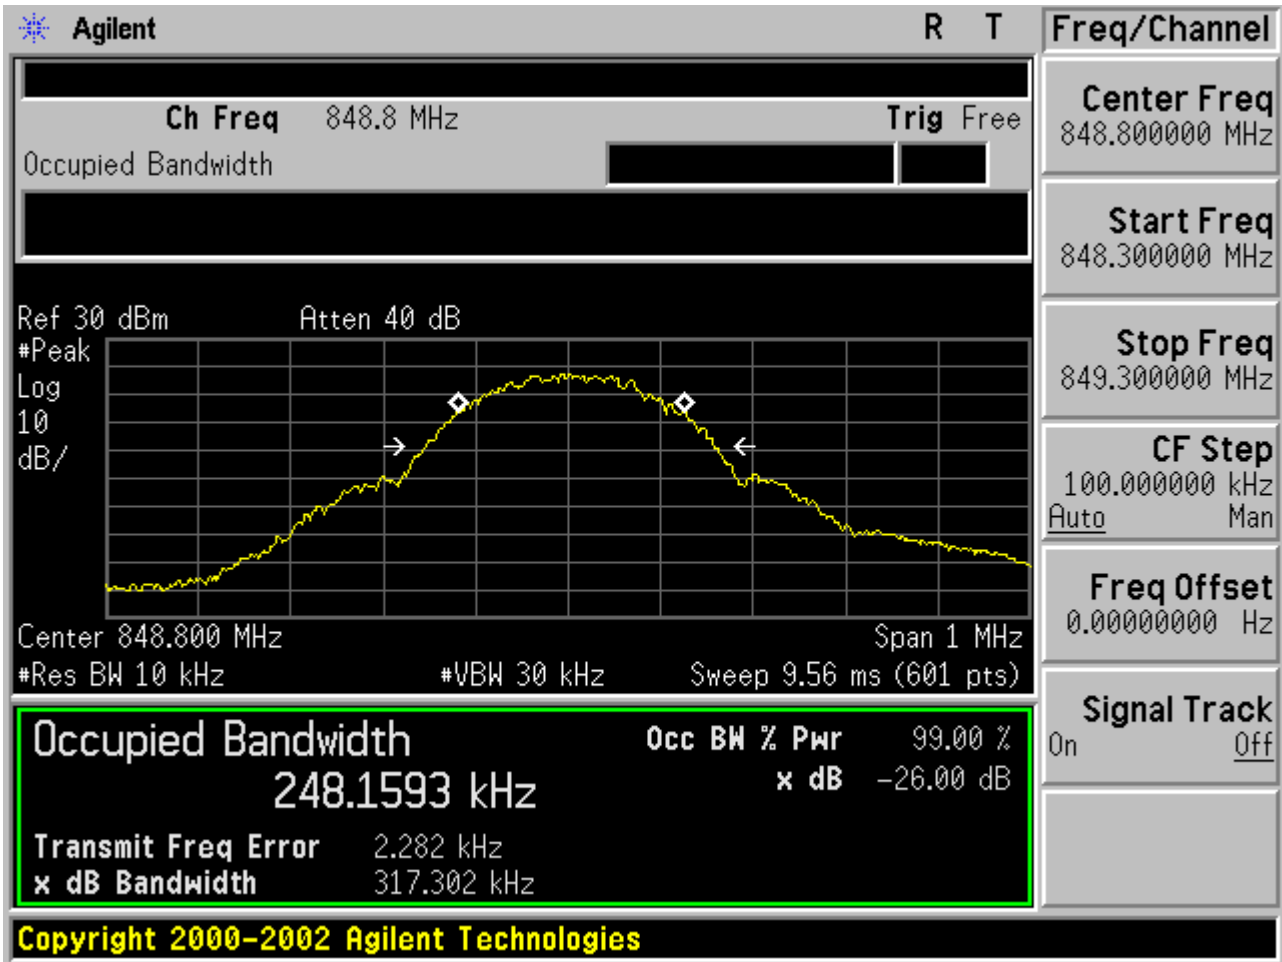 Agilent R T Freq/Channel
Ch Freq 848.8 MHz Trig Free
Occupied Bandwidth
Center Freq
848.800000 MHz
Start Freq
848.300000 MHz
Stop Freq
849.300000 MHz
CF Step
100.000000 kHz
Auto Man
Freq Offset
0.00000000 Hz
Signal Track
On Off
Ref 30 dBm Atten 40 dB
#Peak
Log
10
dB/
Center 848.800 MHz Span 1 MHz
#Res BW 10 kHz #VBW 30 kHz Sweep 9.56 ms (601 pts)
Occupied Bandwidth Occ BW % Pwr 99.00 %
248.1593 kHz x dB -26.00 dB
Transmit Freq Error 2.282 kHz
x dB Bandwidth 317.302 kHz
Copyright 2000-2002 Agilent Technologies